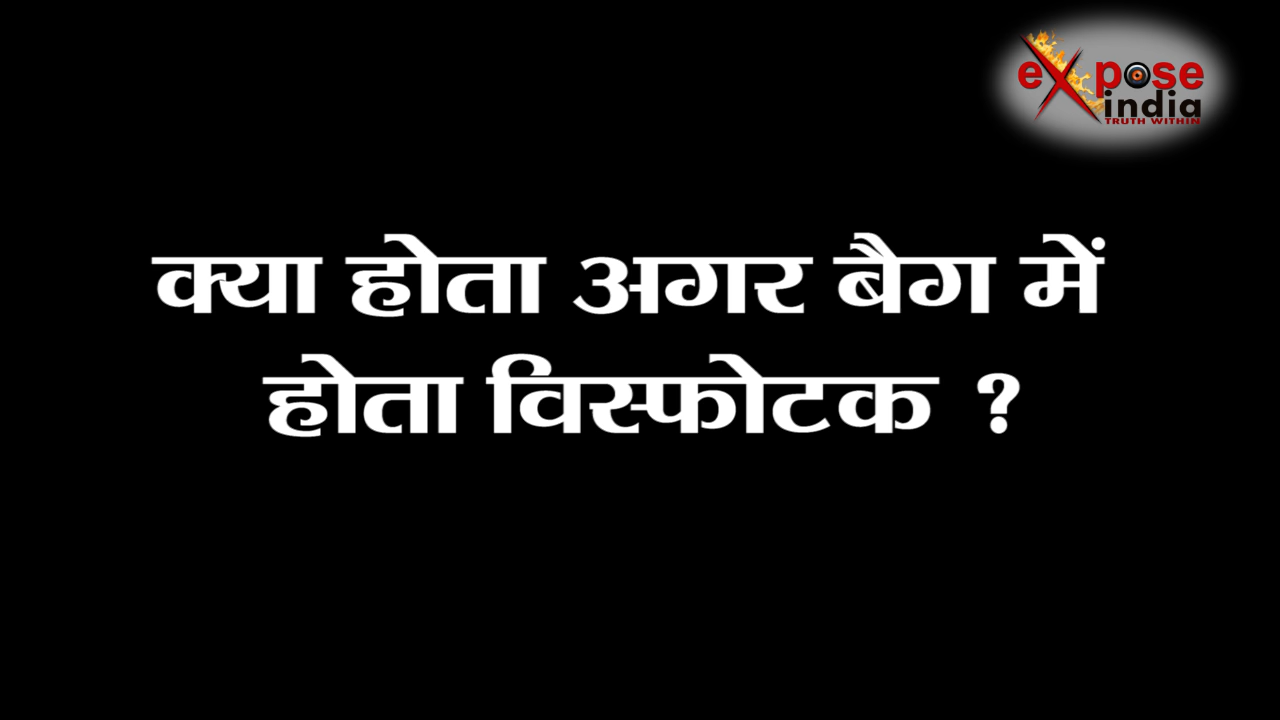 eXpose
india
TRUTH WITHIN
क्या होता अगर बैग में
होता विस्फोटक ?